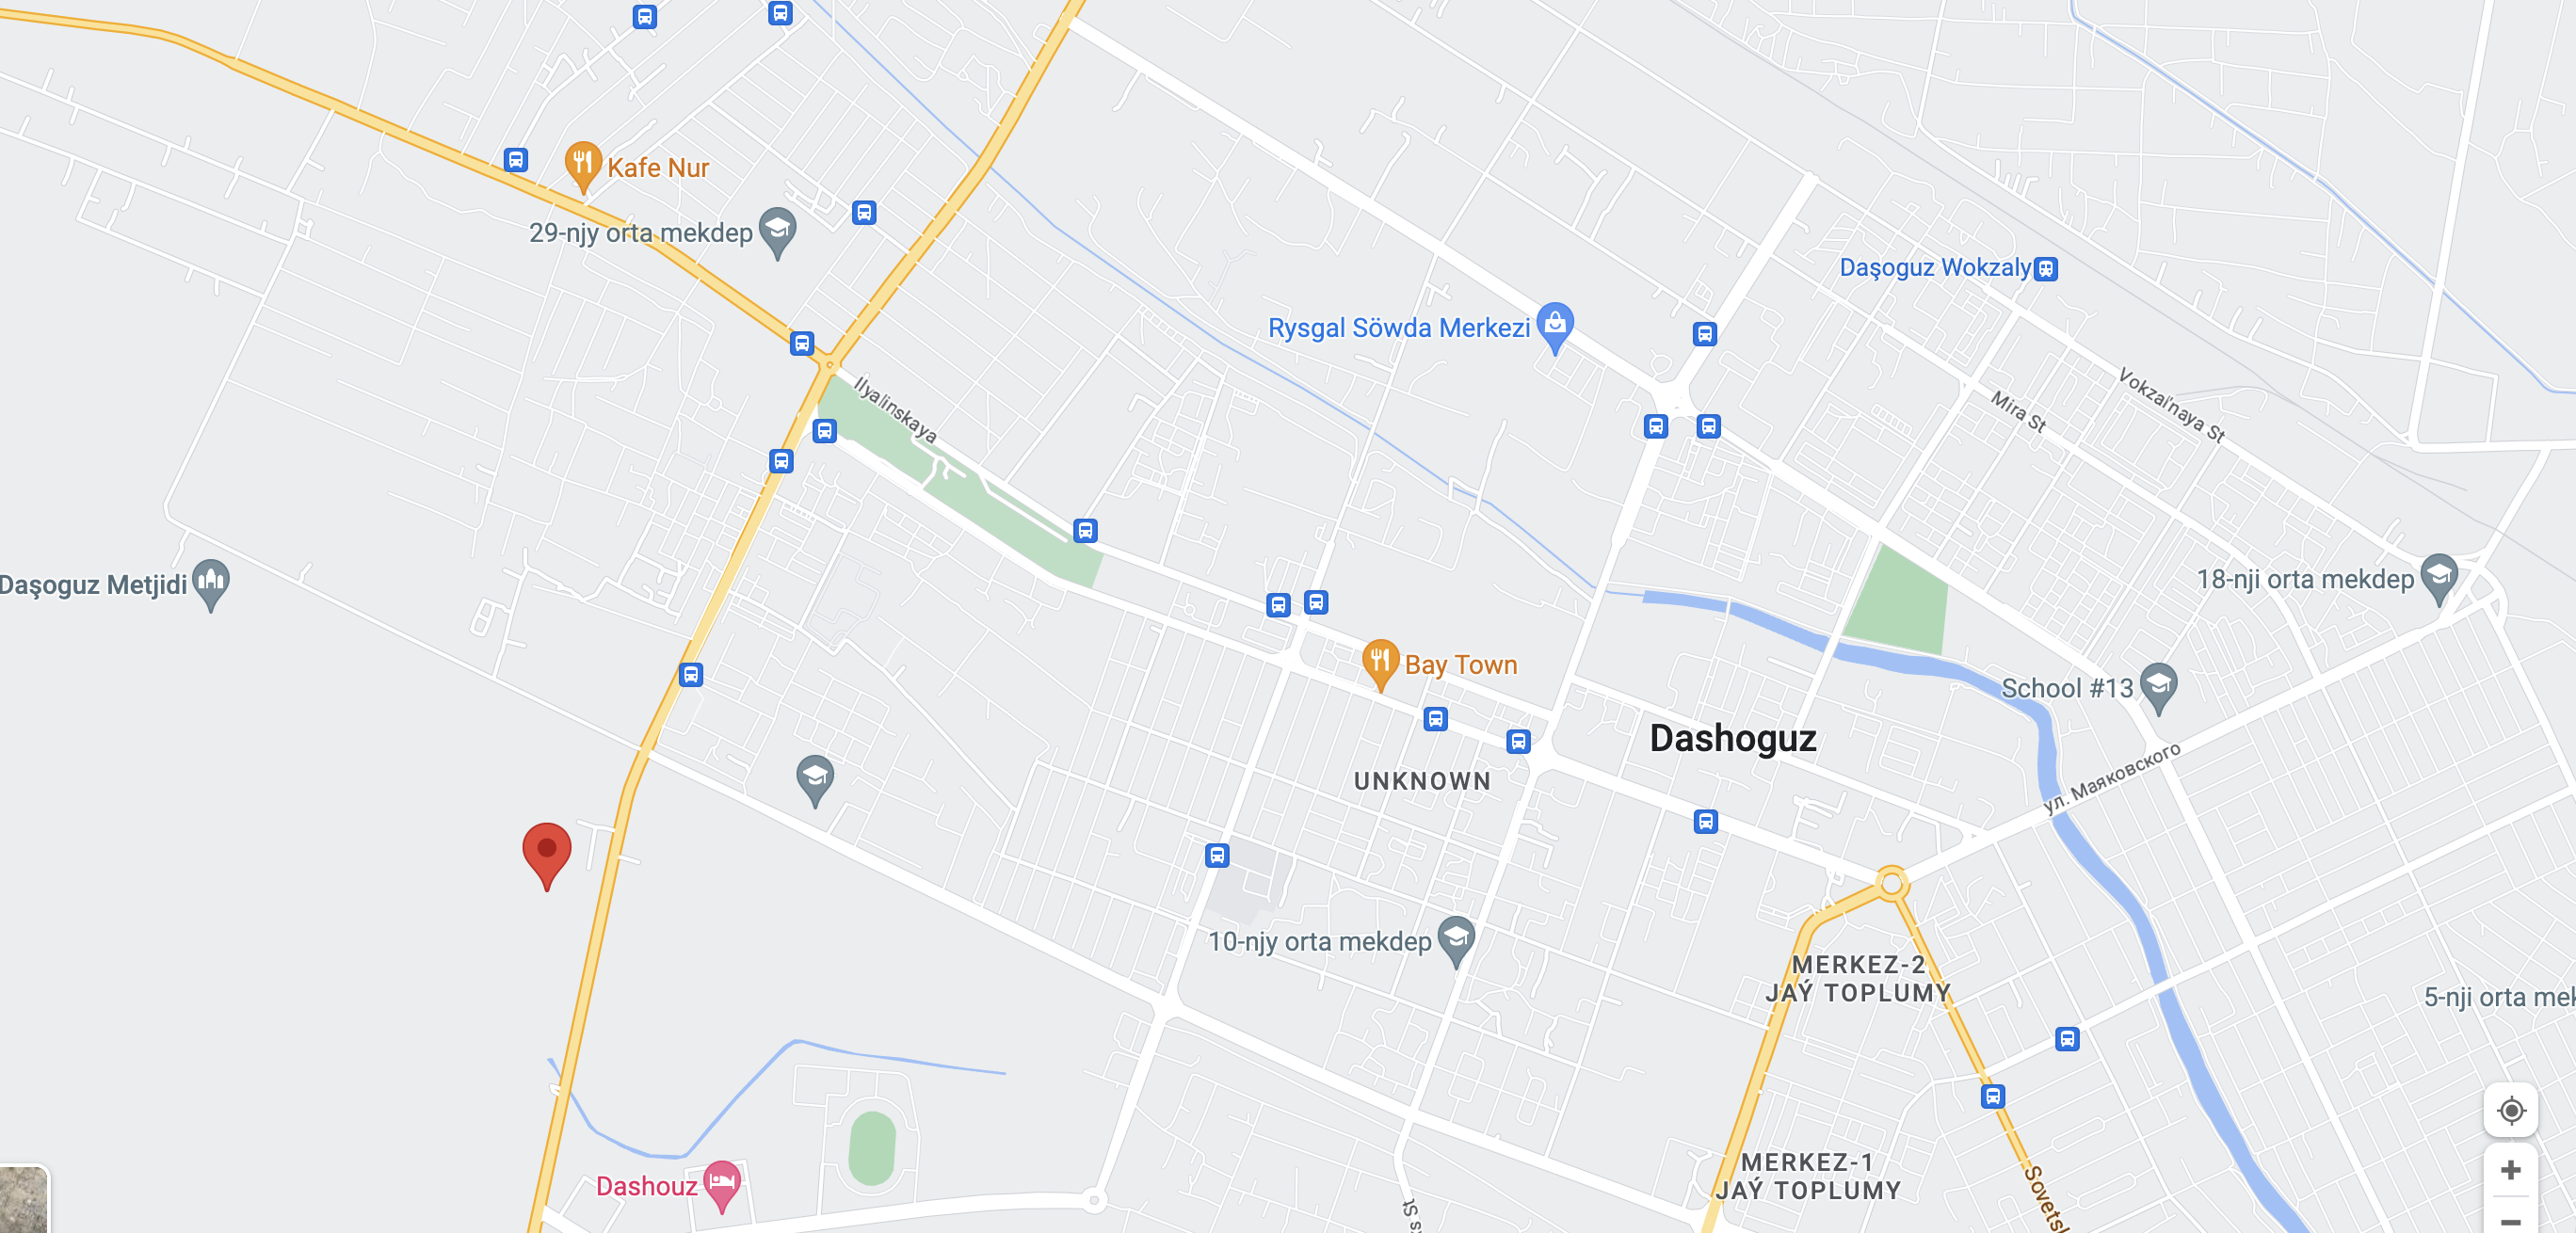 Kafe Nur
29-njy orta mekdep
Daşoguz Wokzaly
Rysgal Söwda Merkezi
Ilyalinskaya
Vokzal'naya St
Mira St
Daşoguz Metjidi
18-nji orta mekdep
Bay Town
School #13
Dashoguz
UNKNOWN
ул. Маяковского
10-njy orta mekdep
MERKEZ-2
JAÝ TOPLUMY
5-nji orta mek
Dashouz
MERKEZ-1
JAÝ TOPLUMY
Sovetsl
s St